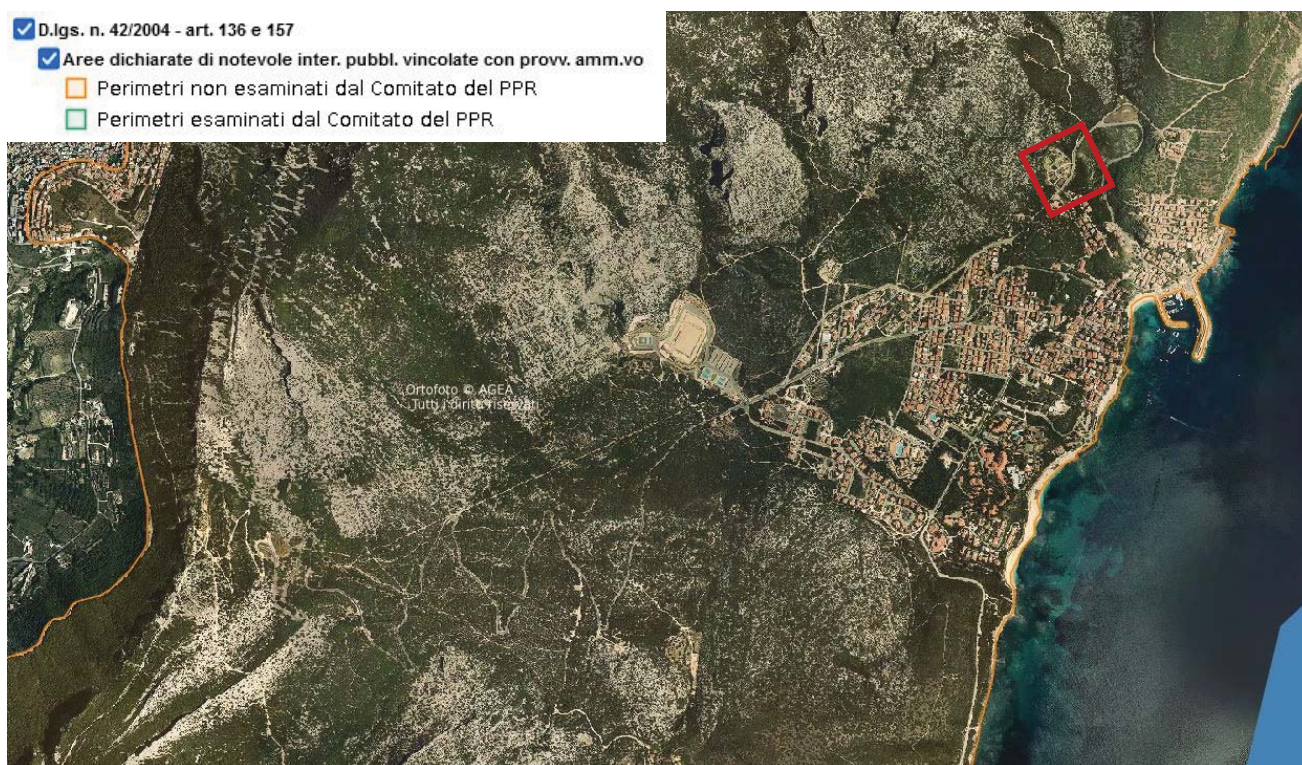 D.lgs. n. 42/2004 - art. 136 e 157
Aree dichiarate di notevole inter. pubbl. vincolate con provv. amm.vo
Perimetri non esaminati dal Comitato del PPR
Perimetri esaminati dal Comitato del PPR
Ortofoto © AGEA
Tutti i diritti riservati